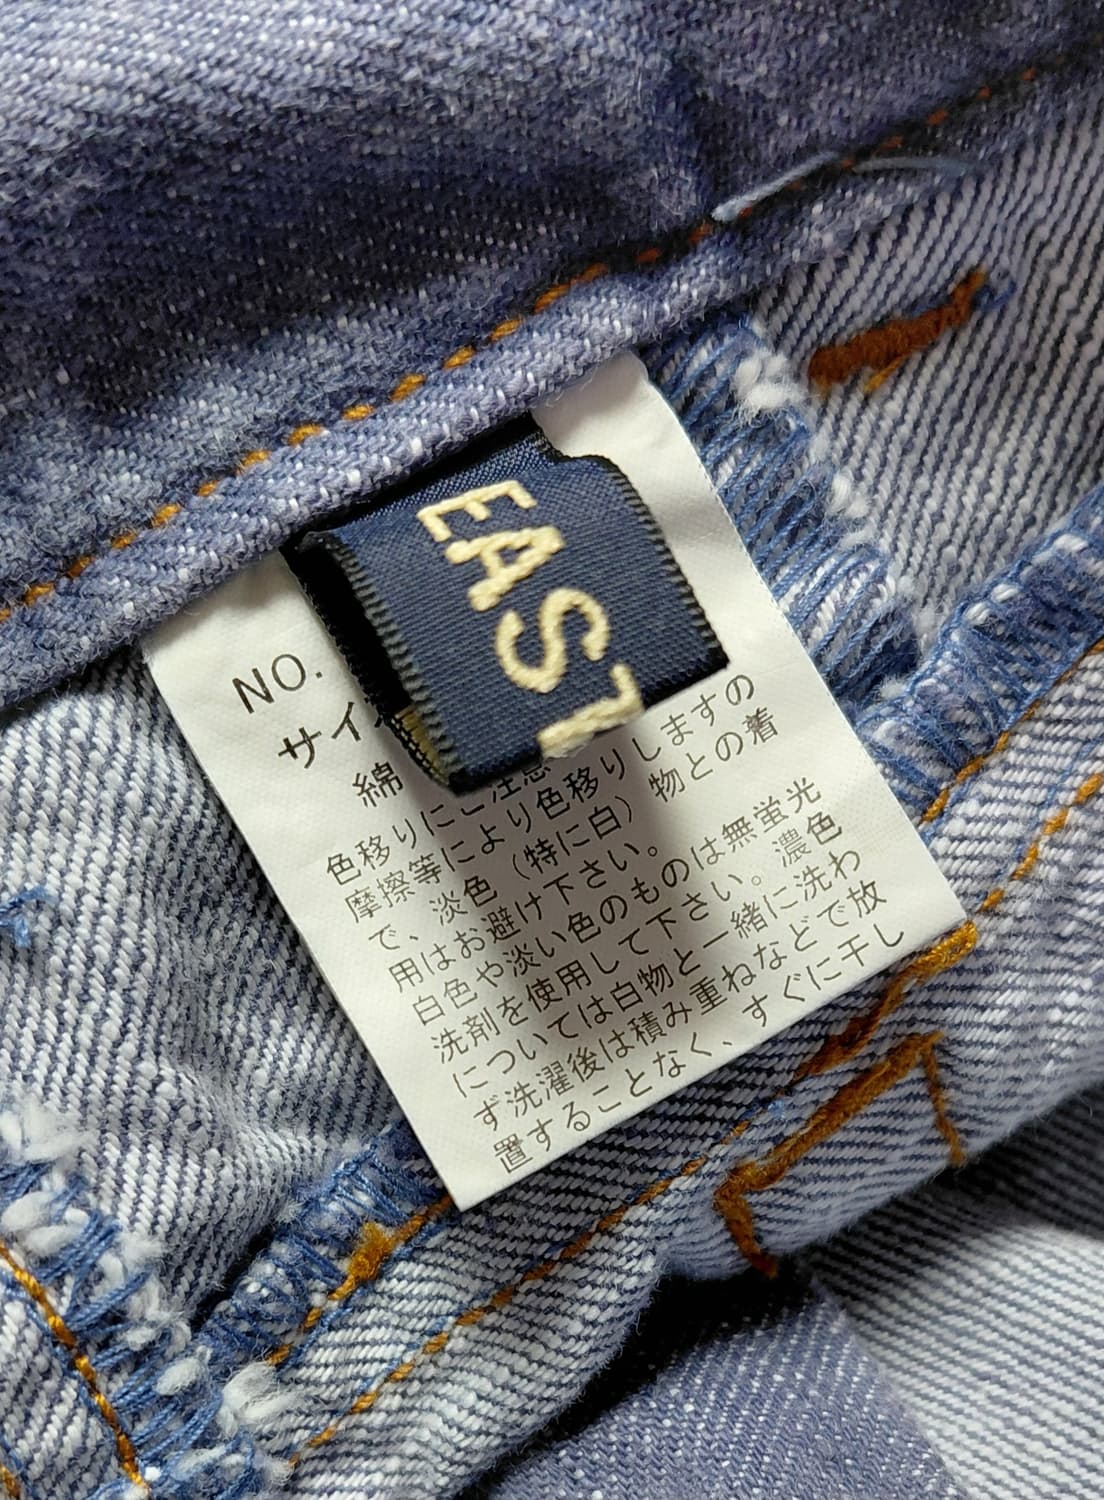 EAST
NO.
サイ
綿
色移りにご注意
摩擦等により色移りしますの
で、淡色（特に白）物との着
用はお避け下さい。
白色や淡い色のものは無蛍光
洗剤を使用して下さい。濃色
については白物と一緒に洗わ
ず洗濯後は積み重ねなどで放
置することなく、すぐに干し